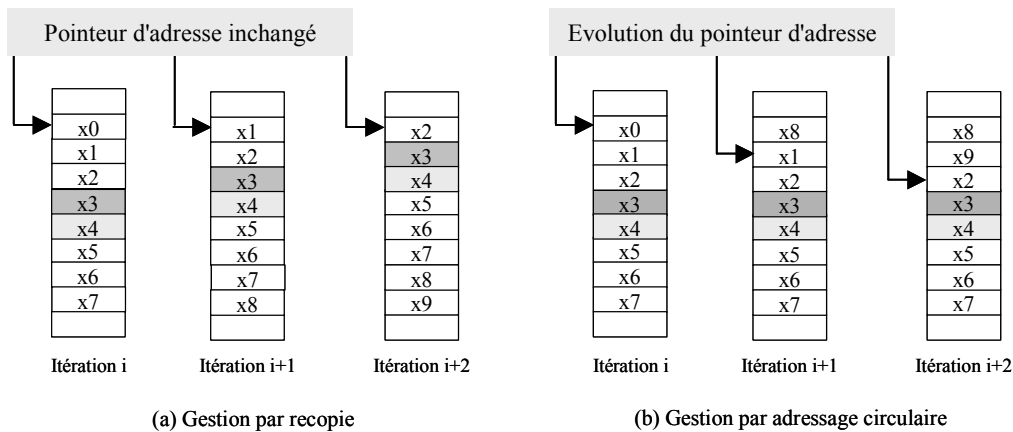 Pointeur d'adresse inchangé
x0
x1
x2
x3
x4
x5
x6
x7
Itération i
x1
x2
x3
x4
x5
x6
x7
x8
Itération i+1
x2
x3
x4
x5
x6
x7
x8
x9
Itération i+2
(a) Gestion par recopie
Evolution du pointeur d'adresse
x0
x1
x2
x3
x4
x5
x6
x7
Itération i
x8
x1
x2
x3
x4
x5
x6
x7
Itération i+1
x8
x9
x2
x3
x4
x5
x6
x7
Itération i+2
(b) Gestion par adressage circulaire